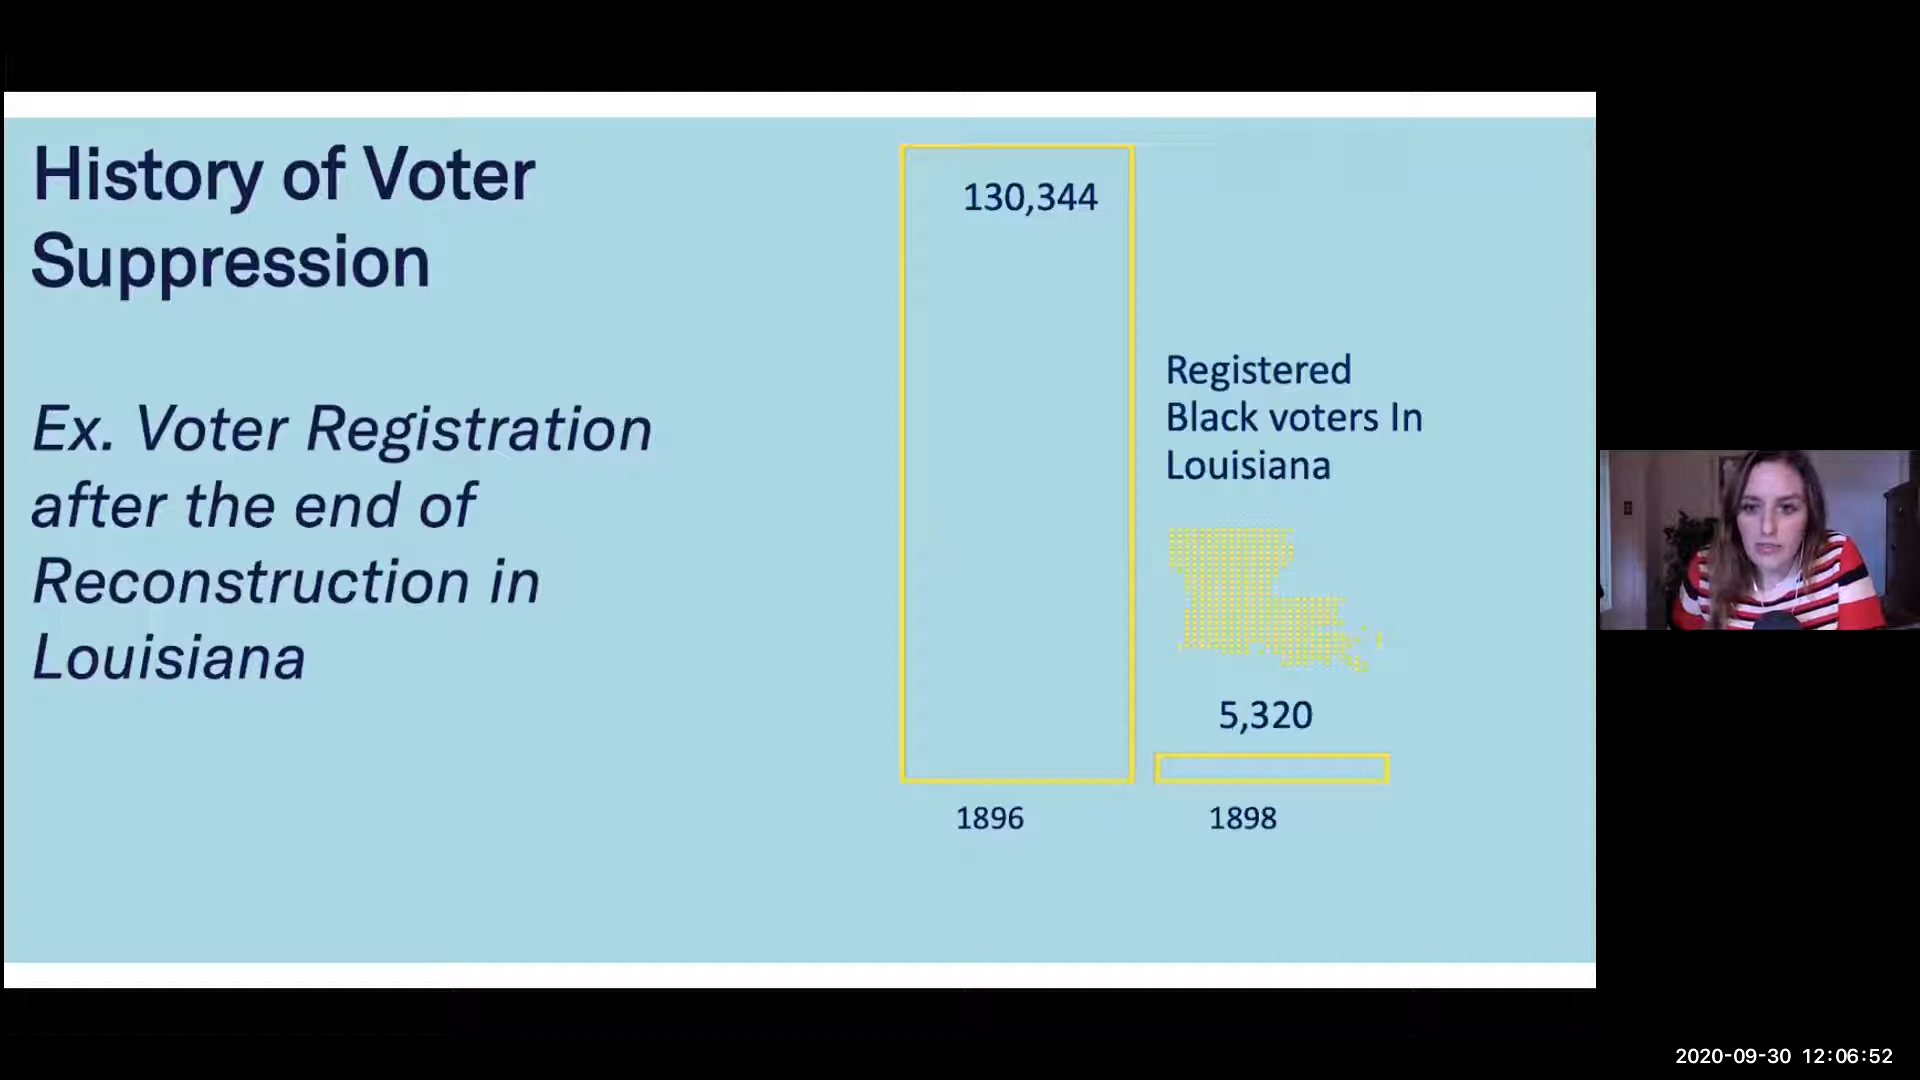 History of Voter
Suppression
Ex. Voter Registration
after the end of
Reconstruction in
Louisiana
130,344
Registered
Black voters In
Louisiana
5,320
1896
1898
2020-09-30 12:06:52